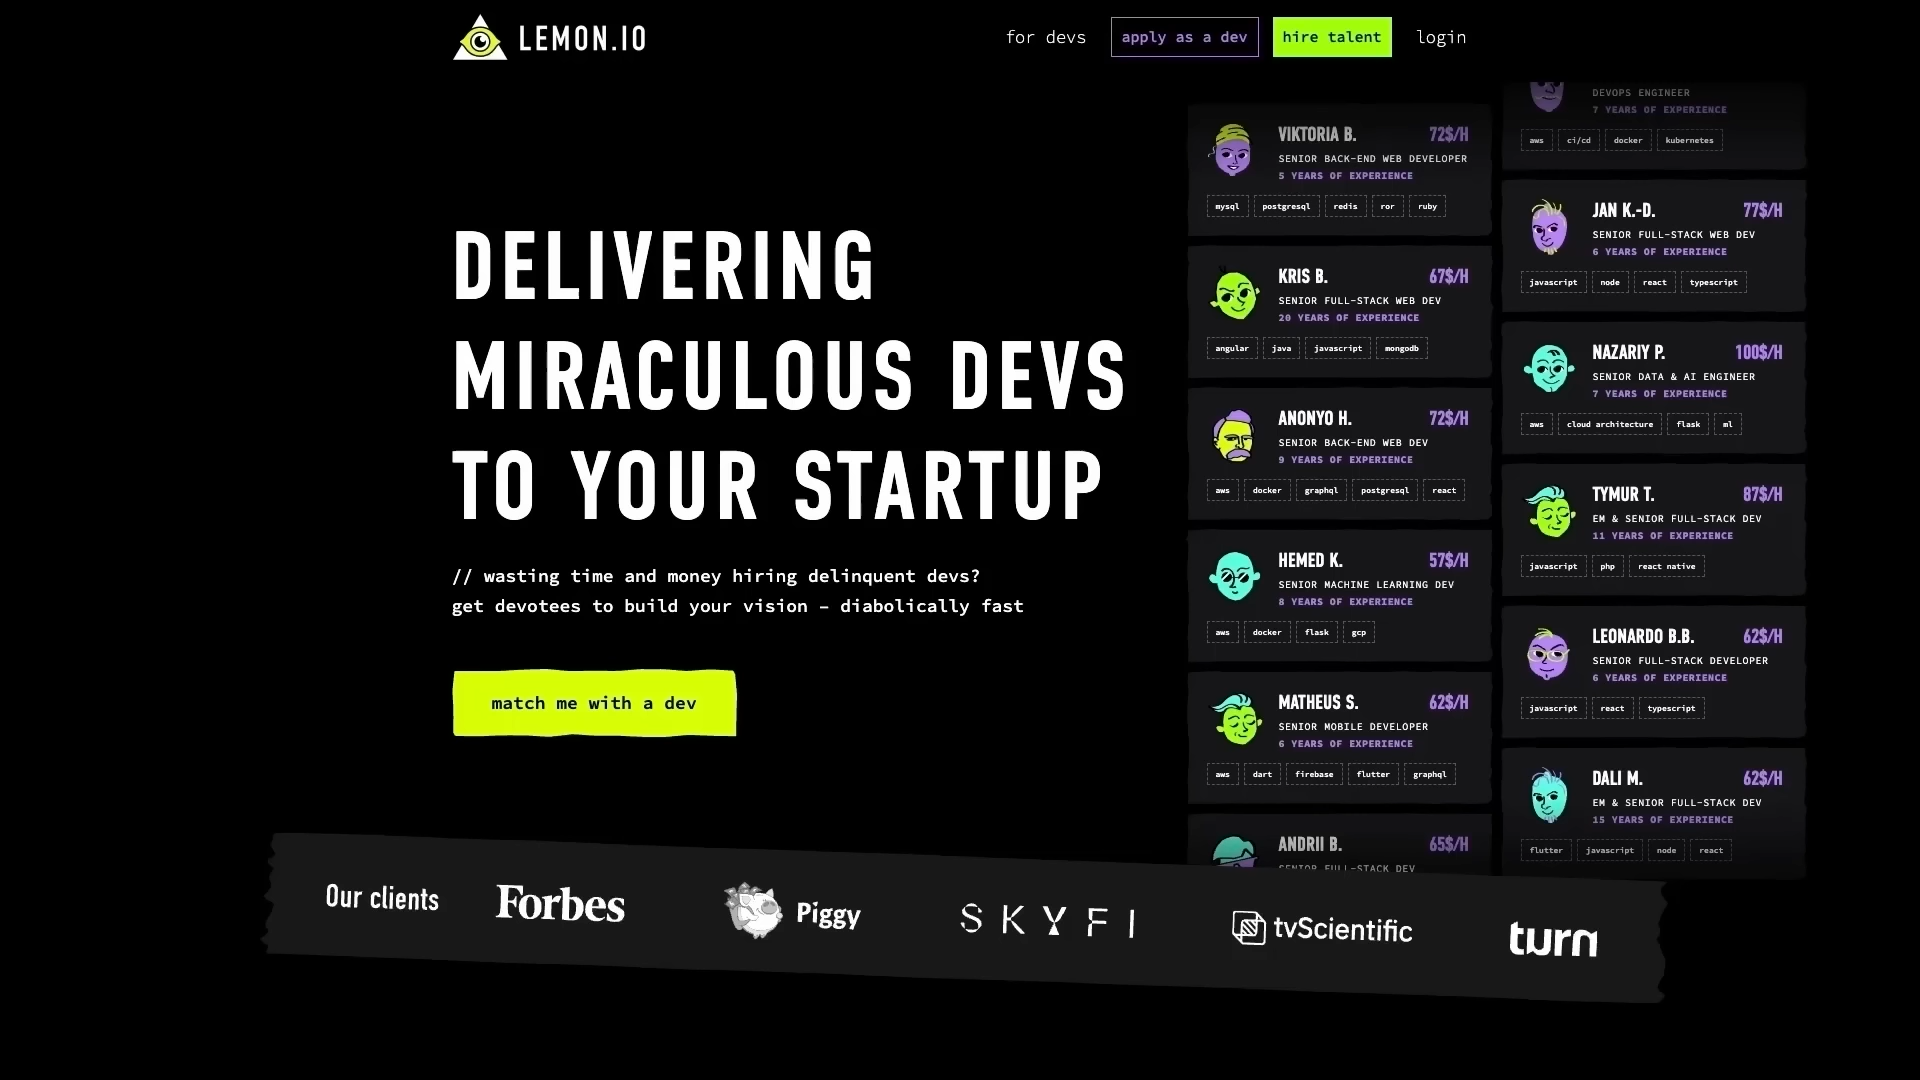 LEMON.IO
for devs
apply as a dev
hire talent
login
DELIVERING
MIRACULOUS DEVS
TO YOUR STARTUP
// wasting time and money hiring delinquent devs?
get devotees to build your vision – diabolically fast
match me with a dev
VIKTORIA B. 72$/H
SENIOR BACK-END WEB DEVELOPER
5 YEARS OF EXPERIENCE
mysql postgresql redis ror ruby
KRIS B. 67$/H
SENIOR FULL-STACK WEB DEV
20 YEARS OF EXPERIENCE
angular java javascript mongodb
ANONYO H. 72$/H
SENIOR BACK-END WEB DEV
9 YEARS OF EXPERIENCE
aws docker graphql postgresql react
HEMED K. 57$/H
SENIOR MACHINE LEARNING DEV
8 YEARS OF EXPERIENCE
aws docker flask gcp
MATHEUS S. 62$/H
SENIOR MOBILE DEVELOPER
6 YEARS OF EXPERIENCE
aws dart firebase flutter graphql
ANDRII B. 65$/H
SENIOR FULL-STACK DEV
DEVOPS ENGINEER
7 YEARS OF EXPERIENCE
aws ci/cd docker kubernetes
JAN K.-D. 77$/H
SENIOR FULL-STACK WEB DEV
6 YEARS OF EXPERIENCE
javascript node react typescript
NAZARIY P. 100$/H
SENIOR DATA & AI ENGINEER
7 YEARS OF EXPERIENCE
aws cloud architecture flask ml
TYMUR T. 87$/H
EM & SENIOR FULL-STACK DEV
11 YEARS OF EXPERIENCE
javascript php react native
LEONARDO B.B. 62$/H
SENIOR FULL-STACK DEVELOPER
6 YEARS OF EXPERIENCE
javascript react typescript
DALI M. 62$/H
EM & SENIOR FULL-STACK DEV
15 YEARS OF EXPERIENCE
flutter javascript node react
Our clients
Forbes
Piggy
SKYFI
tvScientific
turn